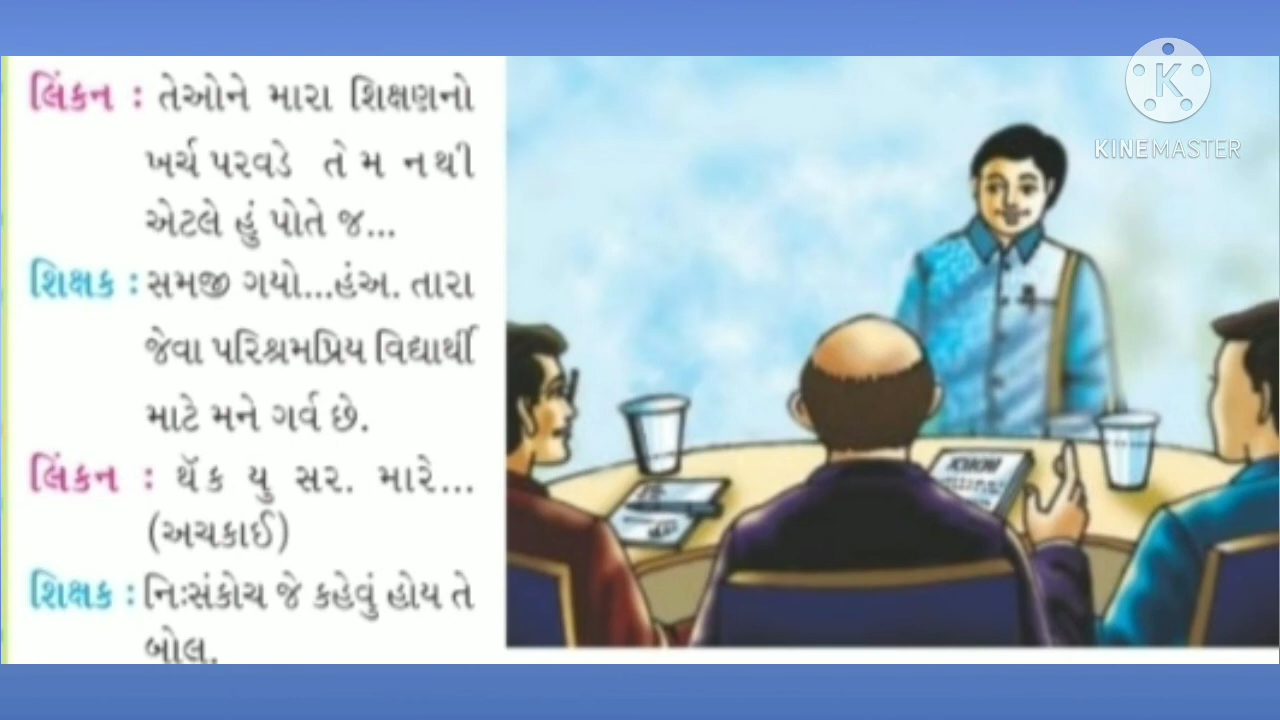 લિંકન : તેઓને મારા શિક્ષણનો
ખર્ચ પરવડે તેમ નથી
એટલે હું પોતે જ...
શિક્ષક : સમજી ગયો...હંઅ. તારા
જેવા પરિશ્રમપ્રિય વિદ્યાર્થી
માટે મને ગર્વ છે.
લિંકન : થૅંક યુ સર. મારે...
(અચકાઈ)
શિક્ષક : નિઃસંકોચ જે કહેવું હોય તે
બોલ.
K
KINEMASTER